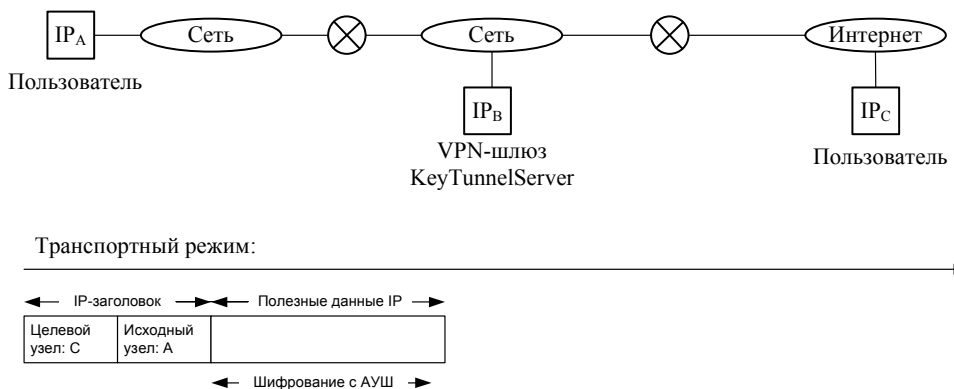 IPA
Сеть
Сеть
Интернет
Пользователь
IPB
IPC
VPN-шлюз
KeyTunnelServer
Пользователь
Транспортный режим:
IP-заголовок
Полезные данные IP
Целевой
узел: C
Исходный
узел: A
Шифрование с АУШ